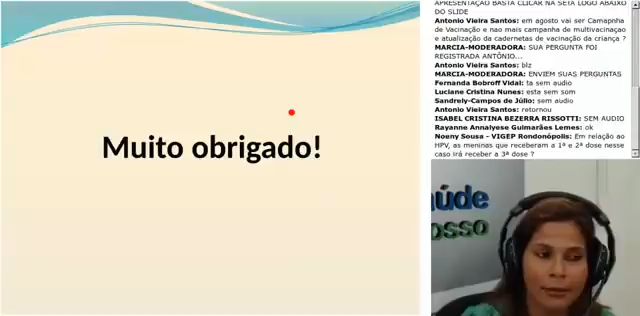 Muito obrigado!
APRESENTAÇÃO BASTA CLICAR NA SETA LOGO ABAIXO
DO SLIDE
Antonio Vieira Santos: em agosto vai ser Camapnha
de Vacinação e nao mais campanha de multivacinaçao
e atualização da cadernetas de vacinação da criança ?
MARCIA-MODERADORA: SUA PERGUNTA FOI
REGISTRADA ANTÔNIO...
Antonio Vieira Santos: blz
MARCIA-MODERADORA: ENVIEM SUAS PERGUNTAS
Fernanda Bobroff Vidal: ta sem audio
Luciane Cristina Nunes: esta sem som
Sandrely-Campos de Júlio: sem audio
Antonio Vieira Santos: retornou
ISABEL CRISTINA BEZERRA RISSOTTI: SEM AUDIO
Rayanne Annalyese Guimarães Lemes: ok
Noeny Sousa - VIGEP Rondonópolis: Em relação ao
HPV, as meninas que receberam a 1ª e 2ª dose nesse
caso irá receber a 3ª dose ?
úde
osso